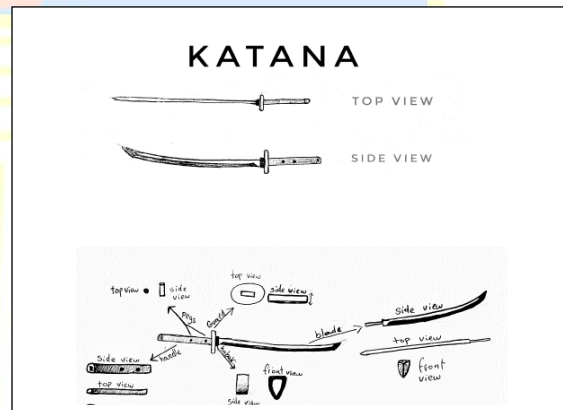 KATANA
TOP VIEW
SIDE VIEW
top view
top view
side
view
side view
pegs
Guard
side view
blade
top view
handle
side view
front view
front
view
top view
side view